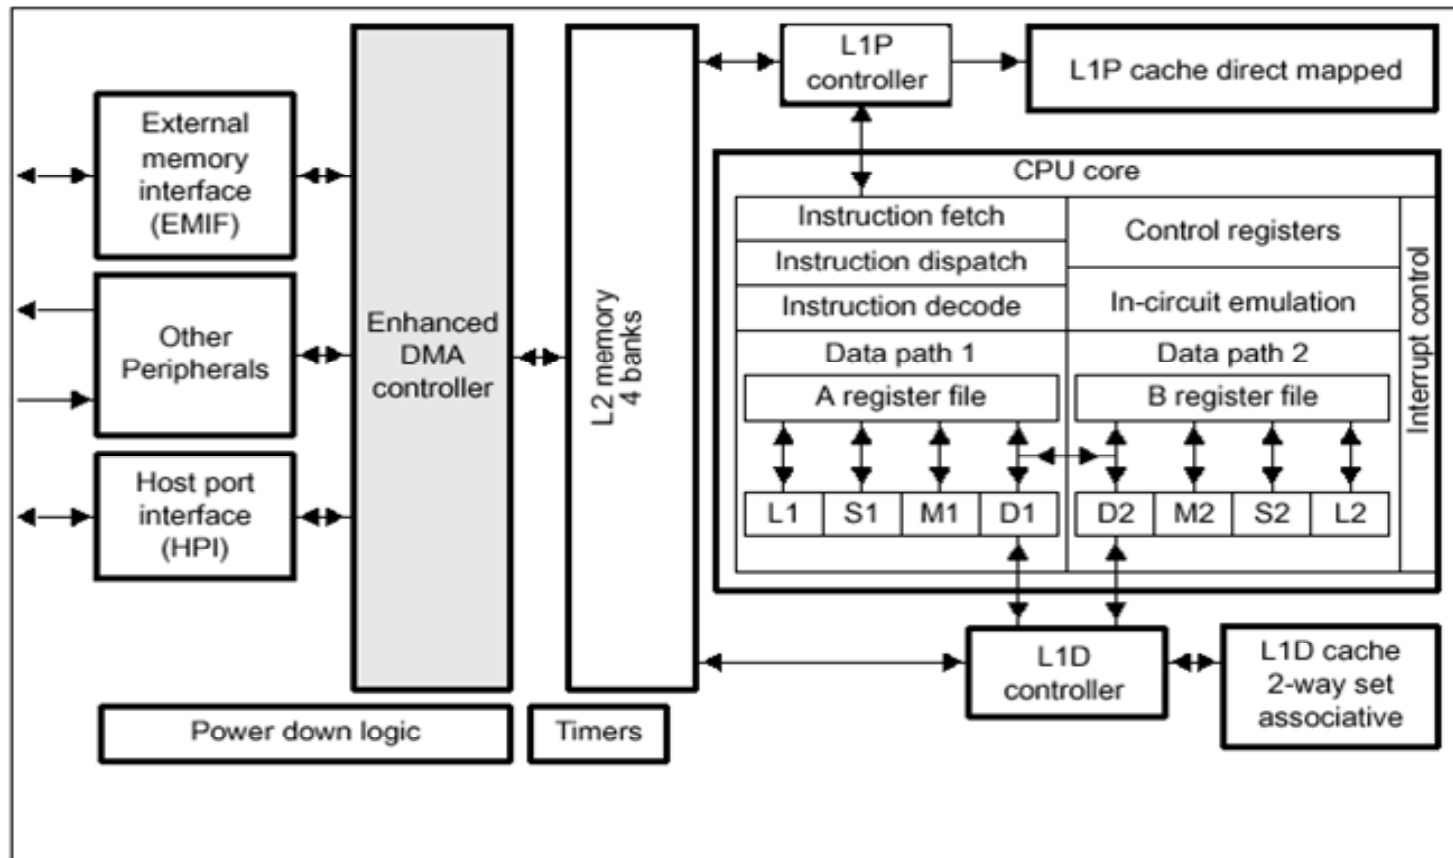 External
memory
interface
(EMIF)
Other
Peripherals
Host port
interface
(HPI)
Enhanced
DMA
controller
L2 memory
4 banks
Power down logic
Timers
L1P
controller
L1P cache direct mapped
CPU core
Instruction fetch
Instruction dispatch
Instruction decode
Control registers
In-circuit emulation
Interrupt control
Data path 1
A register file
L1 S1 M1 D1
Data path 2
B register file
D2 M2 S2 L2
L1D
controller
L1D cache
2-way set
associative